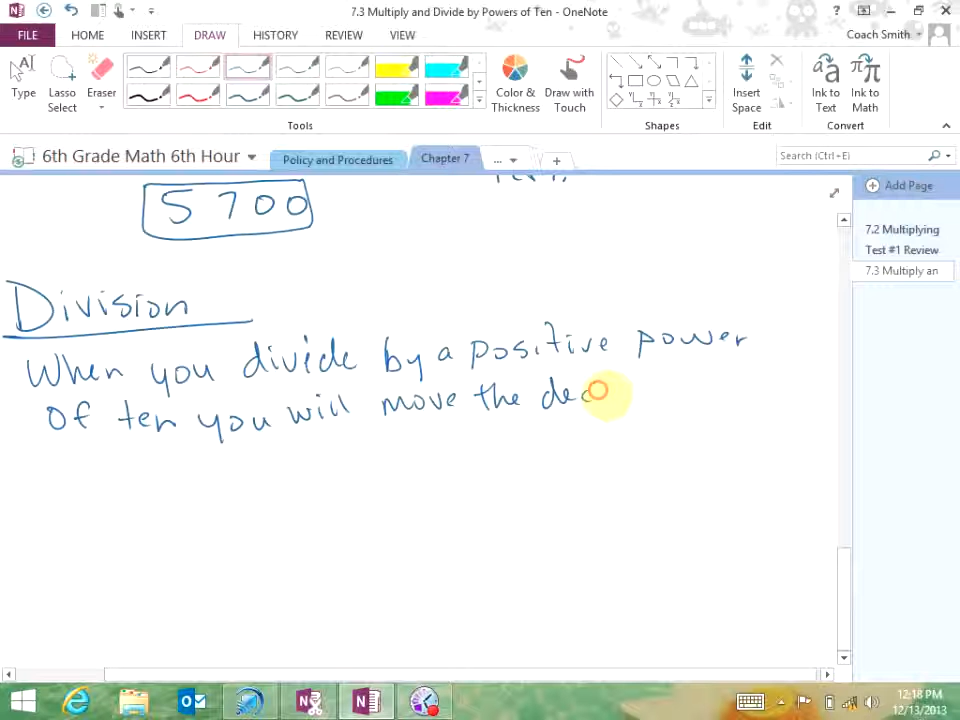 7.3 Multiply and Divide by Powers of Ten - OneNote
FILE HOME INSERT DRAW HISTORY REVIEW VIEW Coach Smith
Type Lasso Select Eraser Color & Thickness Draw with Touch Insert Space Ink to Text Ink to Math
Tools Shapes Edit Convert
6th Grade Math 6th Hour Policy and Procedures Chapter 7 ... Search (Ctrl+E)
Add Page
7.2 Multiplying
Test #1 Review
7.3 Multiply an
5700
Division
When you divide by a positive power
of ten you will move the dec
12:18 PM
12/13/2013